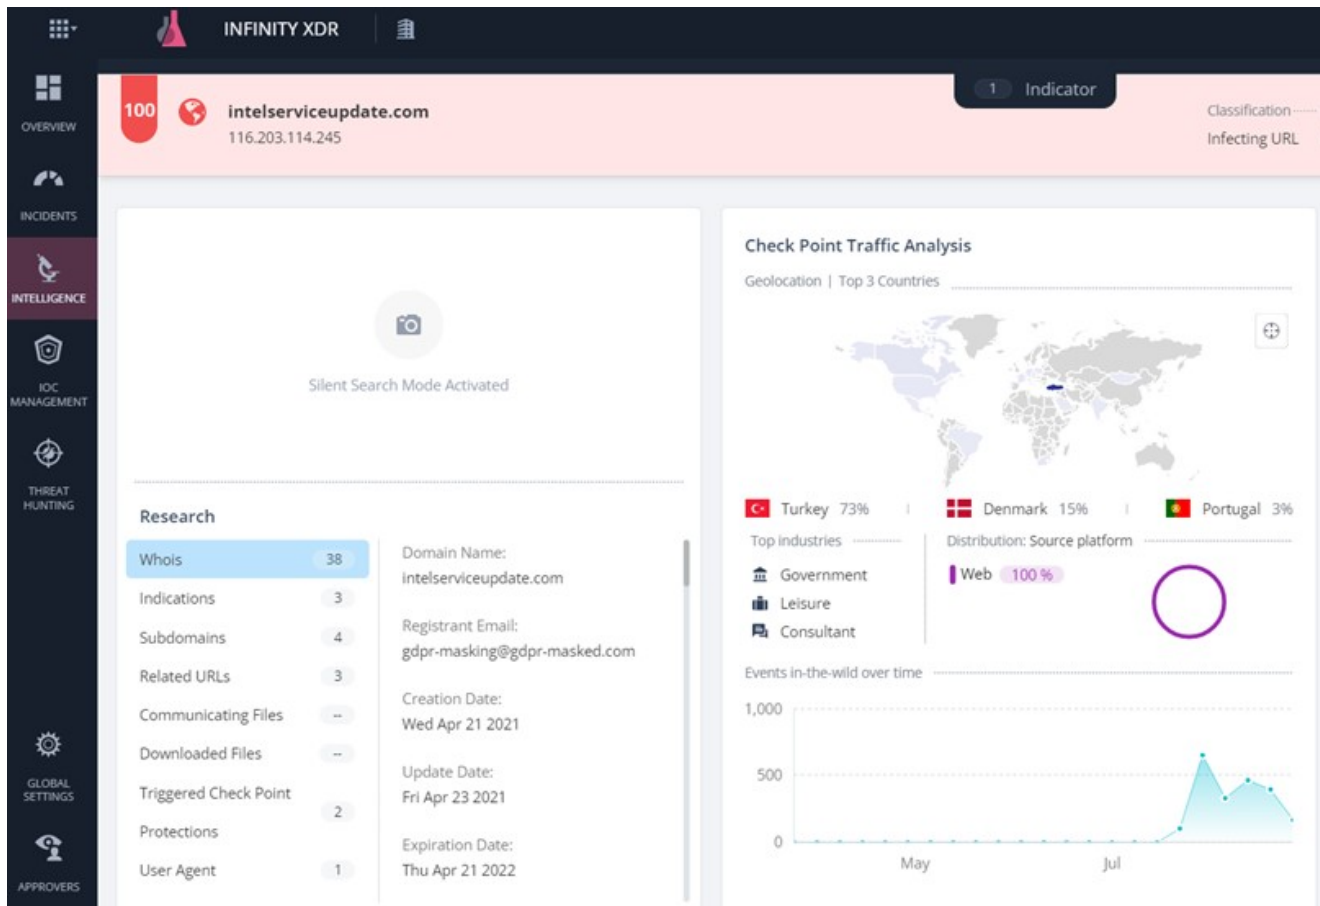 INFINITY XDR
OVERVIEW
INCIDENTS
INTELLIGENCE
IOC
MANAGEMENT
THREAT
HUNTING
GLOBAL
SETTINGS
APPROVERS
100
intelserviceupdate.com
116.203.114.245
1 Indicator
Classification
Infecting URL
Silent Search Mode Activated
Research
Whois 38
Indications 3
Subdomains 4
Related URLs 3
Communicating Files --
Downloaded Files --
Triggered Check Point
Protections 2
User Agent 1
Domain Name:
intelserviceupdate.com
Registrant Email:
gdpr-masking@gdpr-masked.com
Creation Date:
Wed Apr 21 2021
Update Date:
Fri Apr 23 2021
Expiration Date:
Thu Apr 21 2022
Check Point Traffic Analysis
Geolocation | Top 3 Countries
Turkey 73% | Denmark 15% | Portugal 3%
Top industries
Government
Leisure
Consultant
Distribution: Source platform
Web 100 %
Events in-the-wild over time
1,000
500
0
May Jul